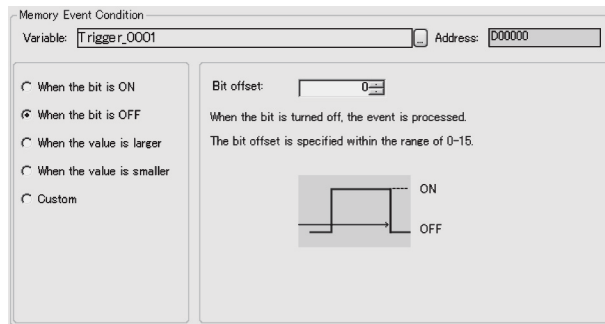 Memory Event Condition
Variable: Trigger_0001 ... Address: D00000
When the bit is ON
When the bit is OFF
When the value is larger
When the value is smaller
Custom
Bit offset: 0
When the bit is turned off, the event is processed.
The bit offset is specified within the range of 0-15.
ON
OFF